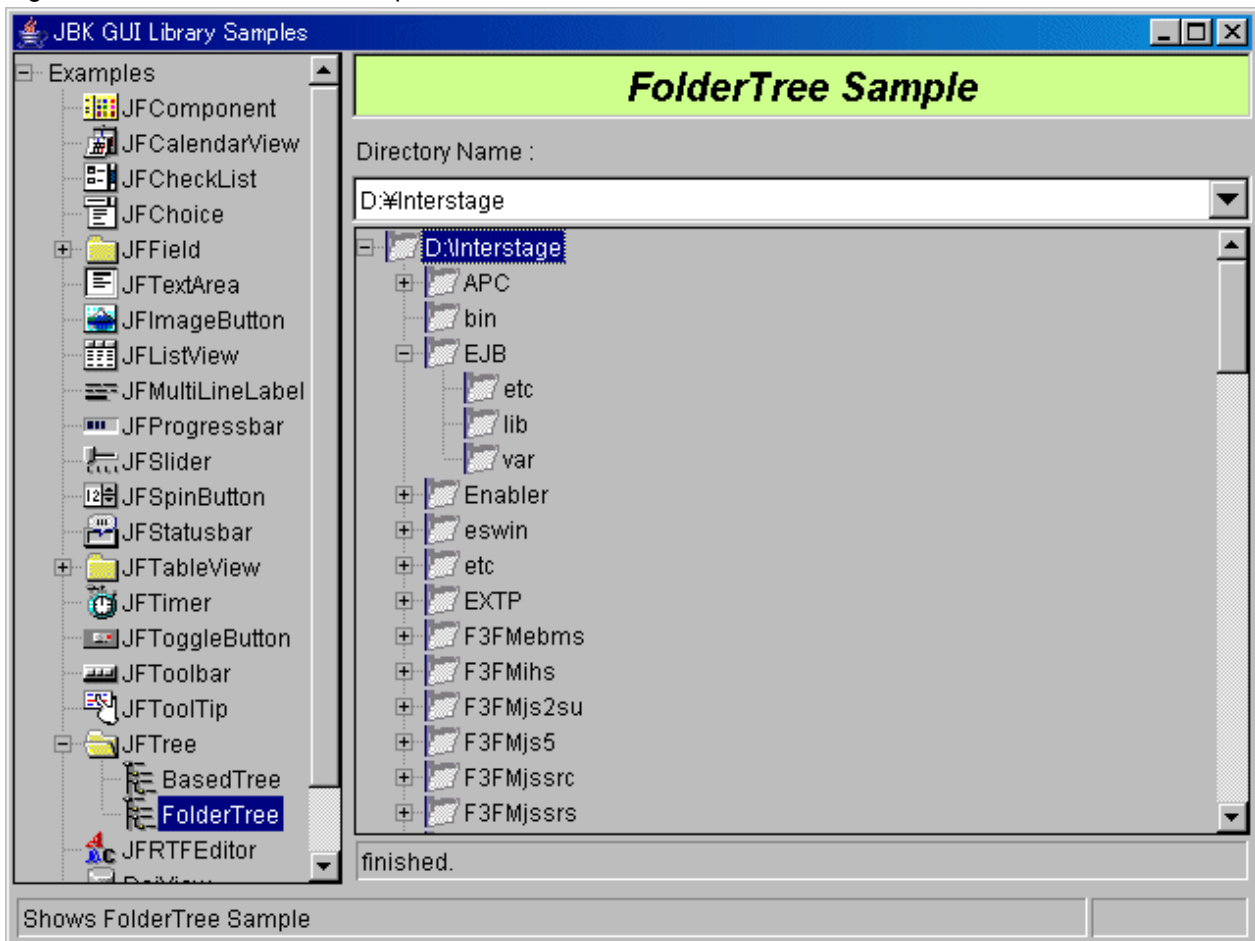 JBK GUI Library Samples
Examples
JFComponent
JFCalendarView
JFCheckList
JFChoice
JFField
JFTextArea
JFImageButton
JFListView
JFMultiLineLabel
JFProgressbar
JFSlider
JFSpinButton
JFStatusbar
JFTableView
JFTimer
JFToggleButton
JFToolbar
JFToolTip
JFTree
BasedTree
FolderTree
JFRTFEditor
FolderTree Sample
Directory Name :
D:¥Interstage
D:\Interstage
APC
bin
EJB
etc
lib
var
Enabler
eswin
etc
EXTP
F3FMebms
F3FMihs
F3FMjs2su
F3FMjs5
F3FMjssrc
F3FMjssrs
finished.
Shows FolderTree Sample